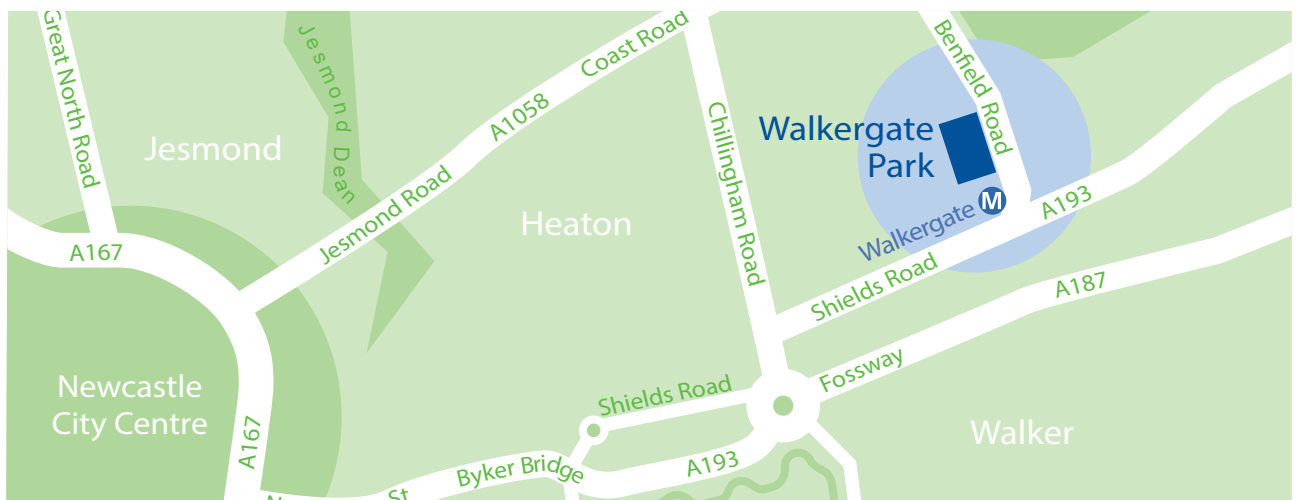 Great North Road
Jesmond Dean
Coast Road
A1058
Benfield Road
Jesmond
Chillingham Road
Walkergate
Park
Jesmond Road
Heaton
M
Walkergate
A193
A167
Shields Road
A187
Newcastle
City Centre
Shields Road
Fossway
Walker
A167
Byker Bridge
A193
St